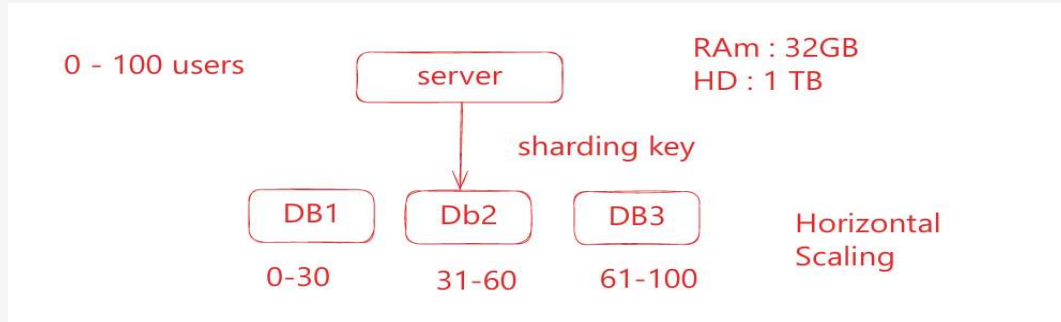 0 - 100 users
server
RAm : 32GB
HD : 1 TB
sharding key
DB1
Db2
DB3
0-30
31-60
61-100
Horizontal
Scaling